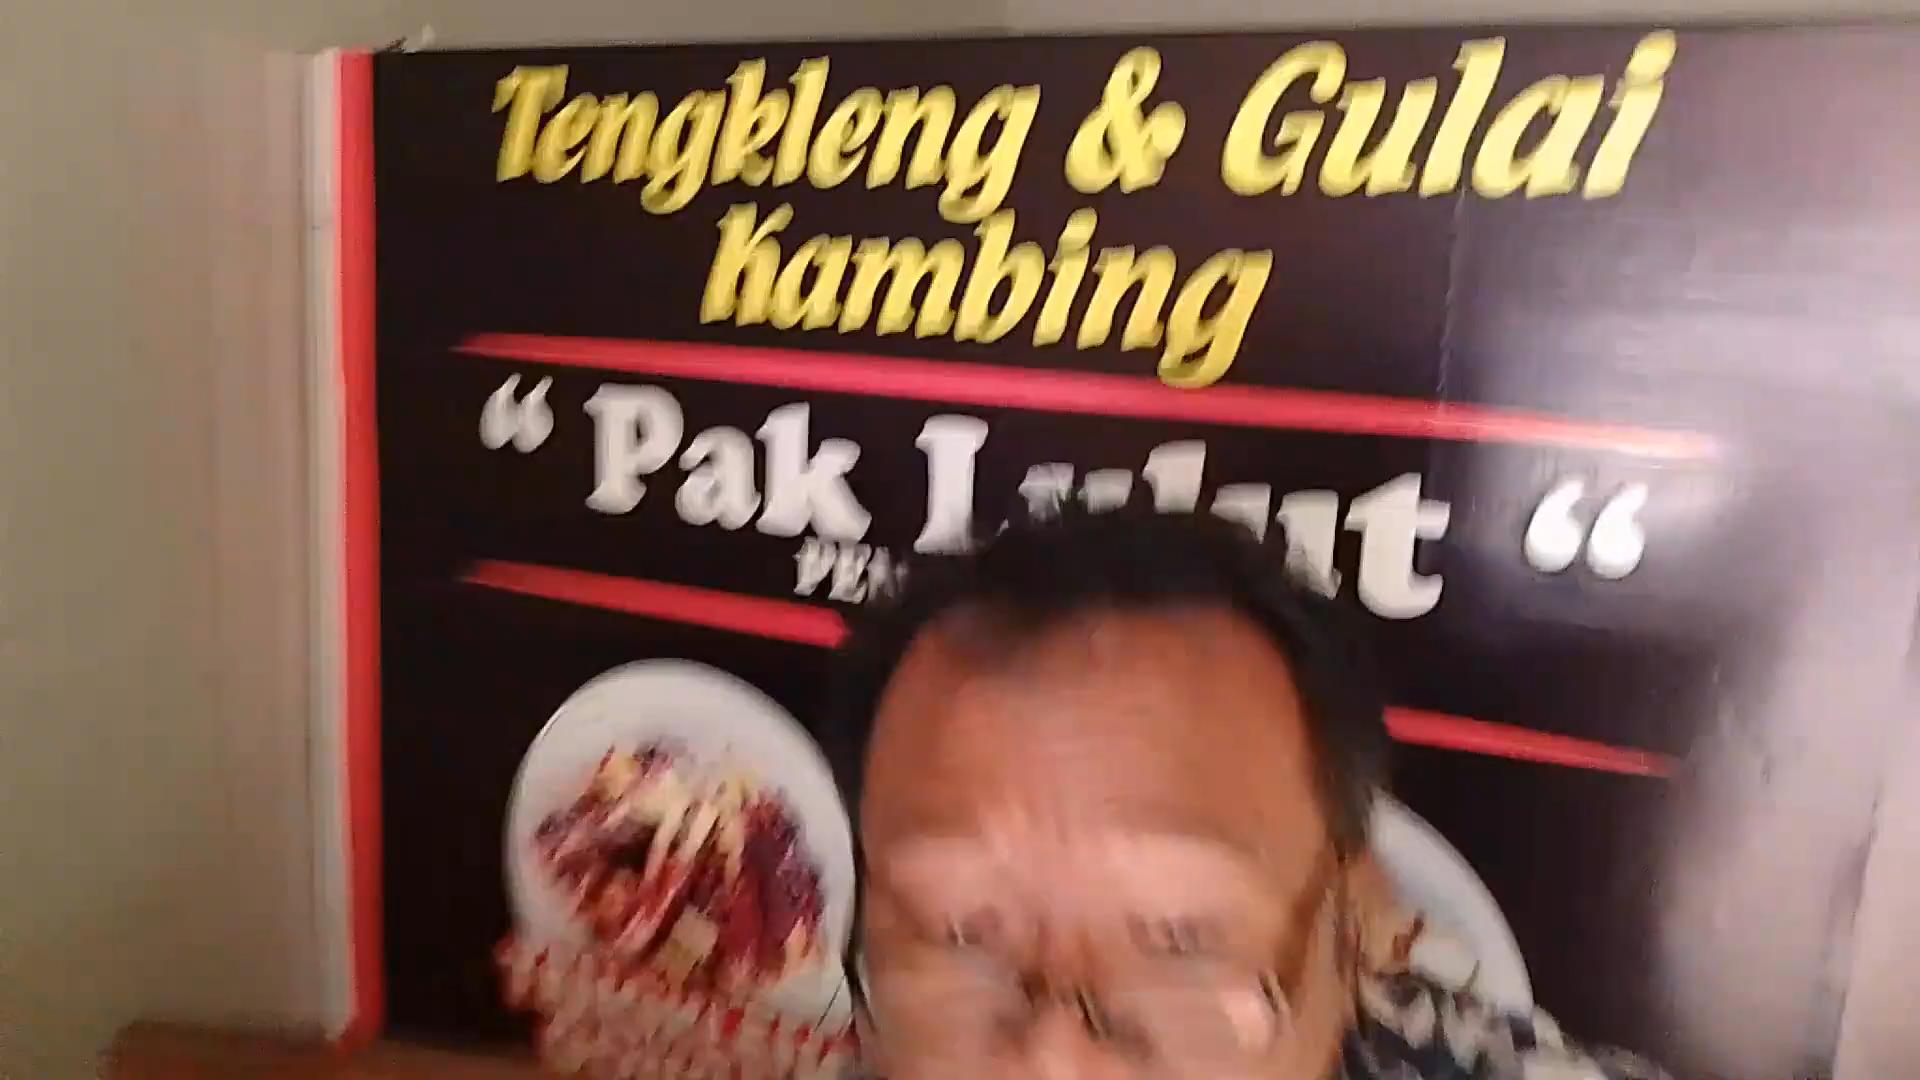 Tengkleng & Gulai
Kambing
“ Pak “